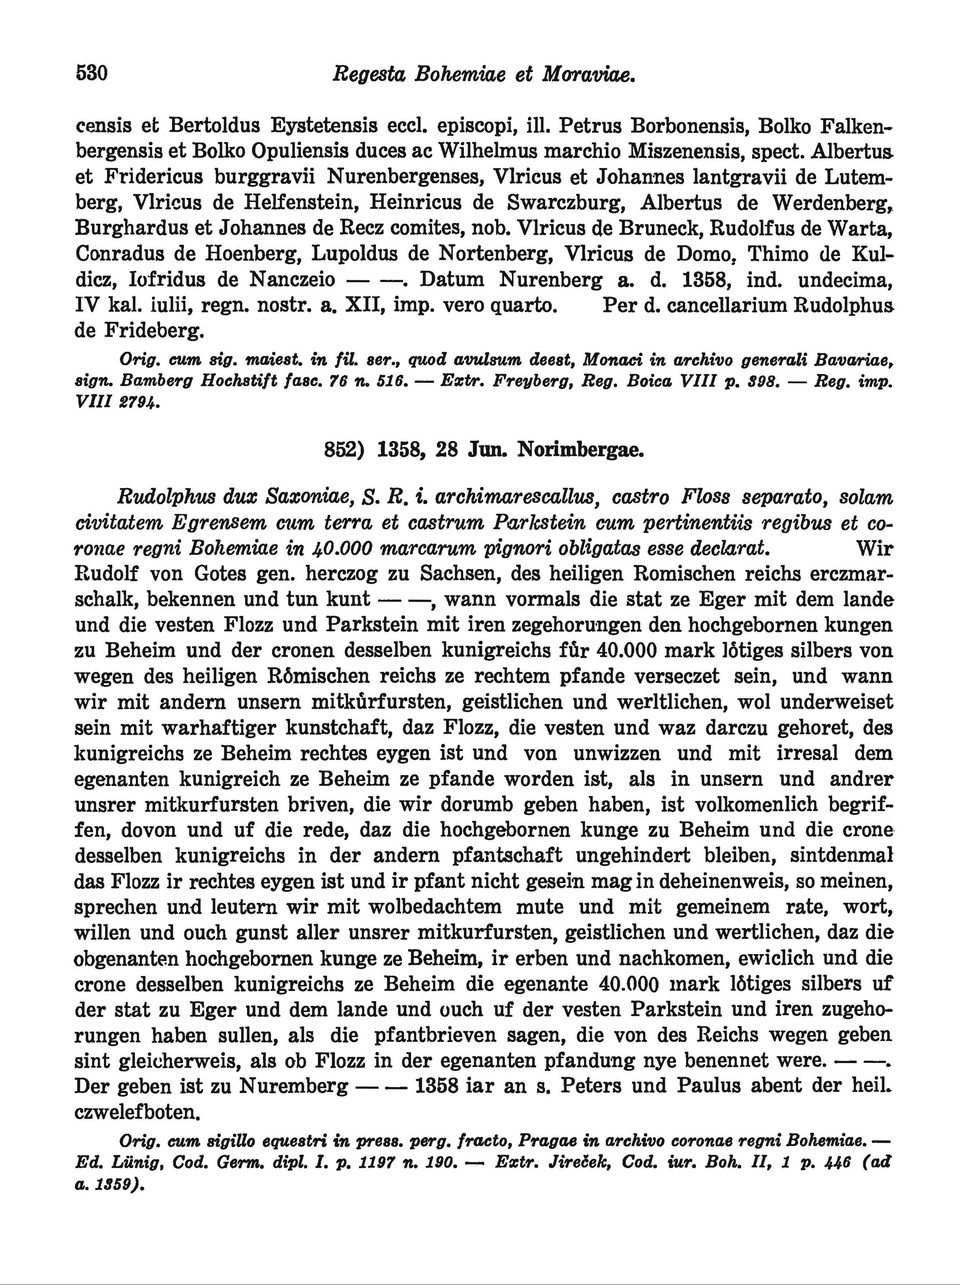 530 Regesta Bohemiae et Moraviae.
censis et Bertoldus Eystetensis eccl. episcopi, ill. Petrus Borbonensis, Bolko Falken-
bergensis et Bolko Opuliensis duces ac Wilhelmus marchio Miszenensis, spect. Albertus
et Fridericus burggravii Nurenbergenses, Vlricus et Johannes lantgravii de Lutem-
berg, Vlricus de Helfenstein, Heinricus de Swarczburg, Albertus de Werdenberg,
Burghardus et Johannes de Recz comites, nob. Vlricus de Bruneck, Rudolfus de Warta,
Conradus de Hoenberg, Lupoldus de Nortenberg, Vlricus de Domo, Thimo de Kul-
dicz, Iofridus de Nanczeio — —. Datum Nurenberg a. d. 1358, ind. undecima,
IV kal. iulii, regn. nostr. a. XII, imp. vero quarto. Per d. cancellarium Rudolphus
de Frideberg.
Orig. cum sig. maiest. in fil. ser., quod avulsum deest, Monaci in archivo generali Bavariae,
sign. Bamberg Hochstift fasc. 76 n. 516. — Extr. Freyberg, Reg. Boica VIII p. 398. — Reg. imp.
VIII 2794.
852) 1358, 28 Jun. Norimbergae.
Rudolphus dux Saxoniae, S. R. i. archimarescallus, castro Floss separato, solam
civitatem Egrensem cum terra et castrum Parkstein cum pertinentiis regibus et co-
ronae regni Bohemiae in 40.000 marcarum pignori obligatas esse declarat. Wir
Rudolf von Gotes gen. herczog zu Sachsen, des heiligen Romischen reichs erczmar-
schalk, bekennen und tun kunt — —, wann vormals die stat ze Eger mit dem lande
und die vesten Flozz und Parkstein mit iren zegehorungen den hochgebornen kungen
zu Beheim und der cronen desselben kunigreichs fůr 40.000 mark lôtiges silbers von
wegen des heiligen Rômischen reichs ze rechtem pfande verseczet sein, und wann
wir mit andern unsern mitkůrfursten, geistlichen und werltlichen, wol underweiset
sein mit warhaftiger kunstchaft, daz Flozz, die vesten und waz darczu gehoret, des
kunigreichs ze Beheim rechtes eygen ist und von unwizzen und mit irresal dem
egenanten kunigreich ze Beheim ze pfande worden ist, als in unsern und andrer
unsrer mitkurfursten briven, die wir dorumb geben haben, ist volkomenlich begrif-
fen, dovon und uf die rede, daz die hochgebornen kunge zu Beheim und die crone
desselben kunigreichs in der andern pfantschaft ungehindert bleiben, sintdenmal
das Flozz ir rechtes eygen ist und ir pfant nicht gesein mag in deheinenweis, so meinen,
sprechen und leutern wir mit wolbedachtem mute und mit gemeinem rate, wort,
willen und ouch gunst aller unsrer mitkurfursten, geistlichen und wertlichen, daz die
obgenanten hochgebornen kunge ze Beheim, ir erben und nachkomen, ewiclich und die
crone desselben kunigreichs ze Beheim die egenante 40.000 mark lôtiges silbers uf
der stat zu Eger und dem lande und ouch uf der vesten Parkstein und iren zugeho-
rungen haben sullen, als die pfantbrieven sagen, die von des Reichs wegen geben
sint gleicherweis, als ob Flozz in der egenanten pfandung nye benennet were. — —.
Der geben ist zu Nuremberg — — 1358 iar an s. Peters und Paulus abent der heil.
czwelefboten.
Orig. cum sigillo equestri in press. perg. fracto, Pragae in archivo coronae regni Bohemiae. —
Ed. Lünig, Cod. Germ. dipl. I. p. 1197 n. 190. — Extr. Jireček, Cod. iur. Boh. II, 1 p. 446 (ad
a. 1359).